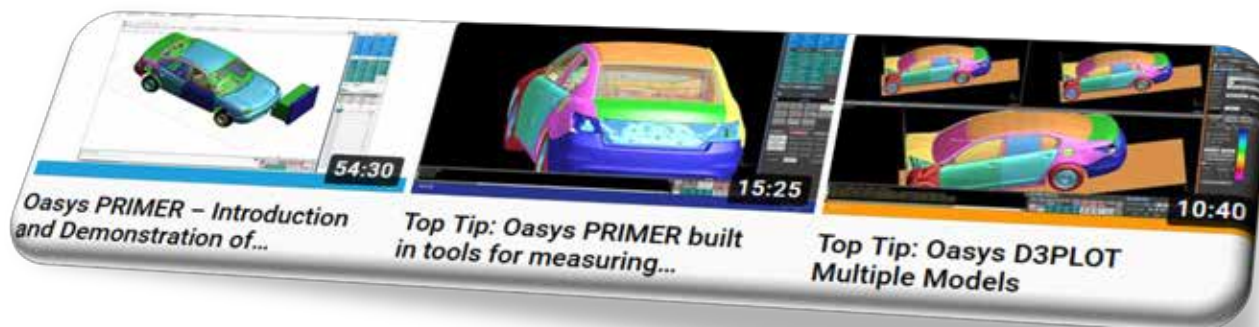 54:30
Oasys PRIMER – Introduction
and Demonstration of...
15:25
Top Tip: Oasys PRIMER built
in tools for measuring...
10:40
Top Tip: Oasys D3PLOT
Multiple Models